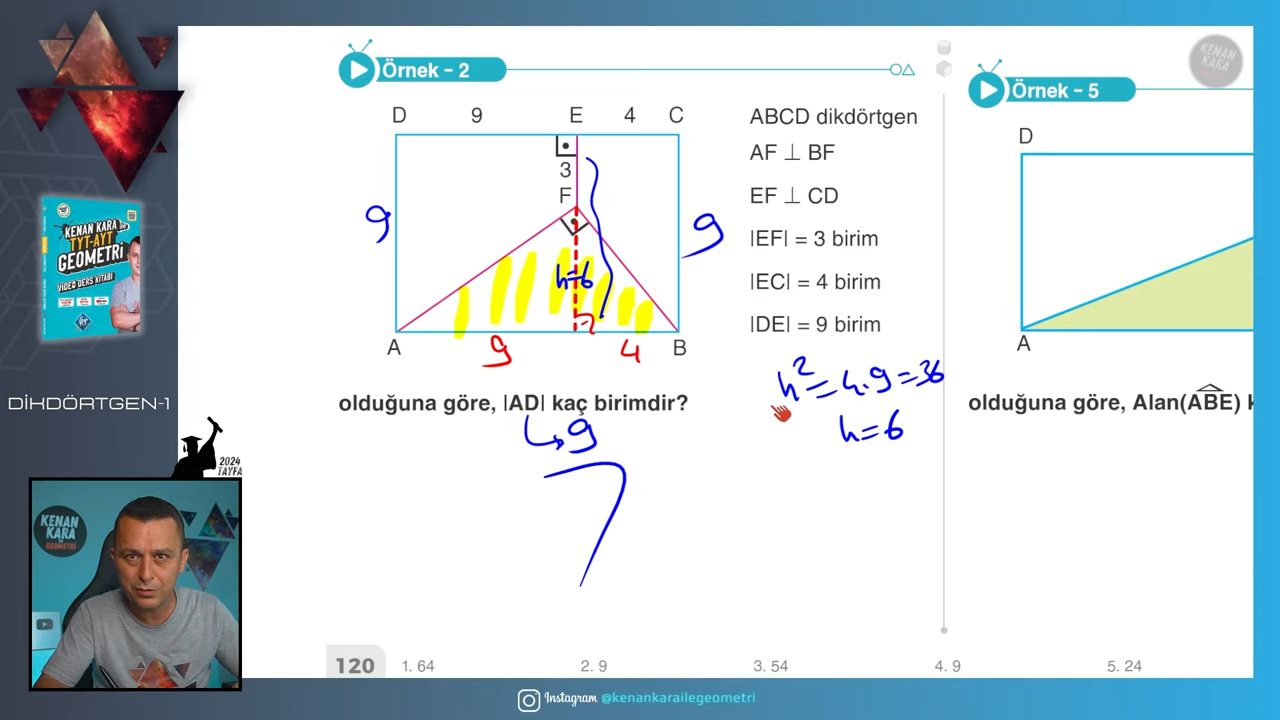 Örnek - 2
D 9 E 4 C
3
F
9
9
h=6
A 9 4 B
ABCD dikdörtgen
AF ⊥ BF
EF ⊥ CD
|EF| = 3 birim
|EC| = 4 birim
|DE| = 9 birim
h² = 4.9 = 36
h = 6
olduğuna göre, |AD| kaç birimdir?
↳ 9
KENAN KARA
Örnek - 5
D
A
olduğuna göre, Alan(ABE) k
120 1. 64 2. 9 3. 54 4. 9 5. 24
KENAN KARA
TYT-AYT
GEOMETRİ
VİDEO DERS KİTABI
DİKDÖRTGEN-1
2024
TAYFA
KENAN
KARA
GEOMETRİ
Instagram @kenankarailegeometri